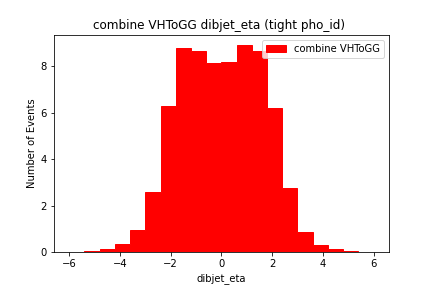 combine VHToGG dibjet_eta (tight pho_id)
combine VHToGG
Number of Events
8
6
4
2
0
−6 −4 −2 0 2 4 6
dibjet_eta